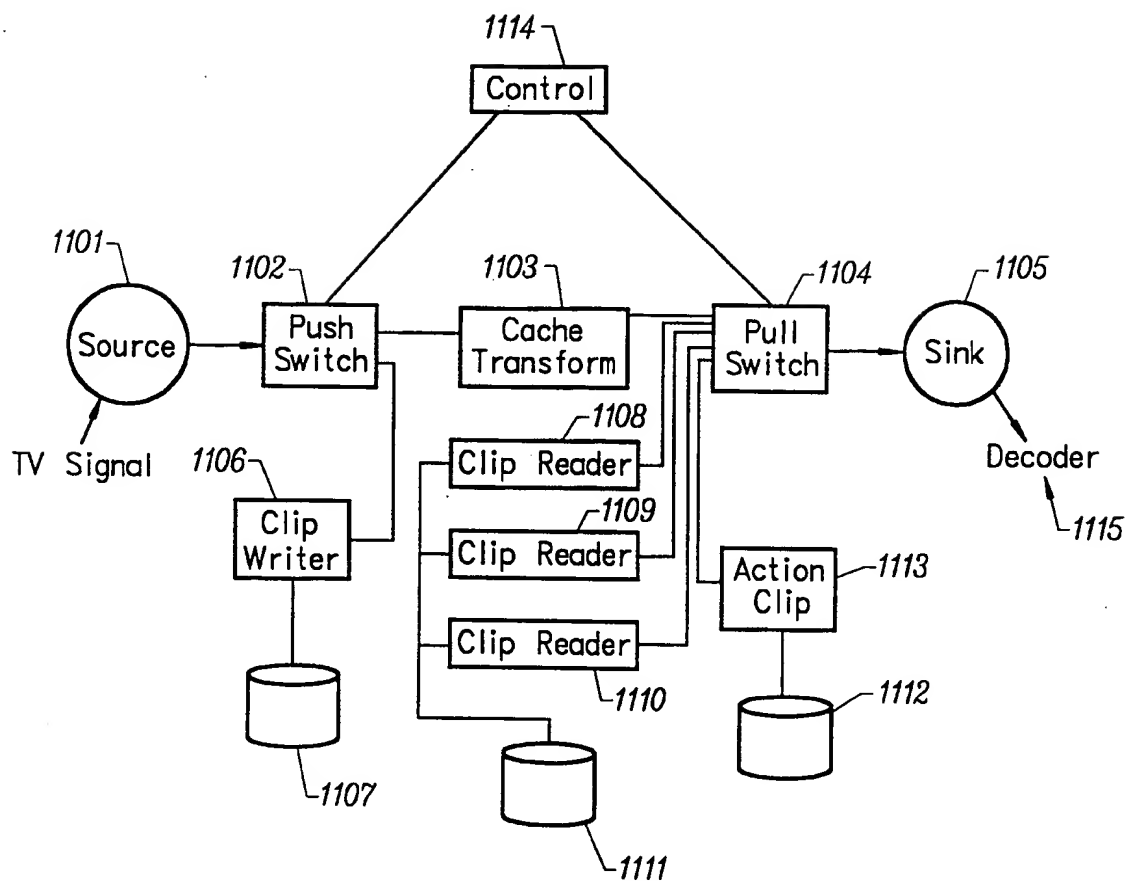 1114
Control
1101
Source
TV Signal
1102
Push
Switch
1103
Cache
Transform
1104
Pull
Switch
1105
Sink
Decoder
1115
1106
Clip
Writer
1107
1108
Clip Reader
1109
Clip Reader
Clip Reader
1110
1111
Action
Clip
1113
1112